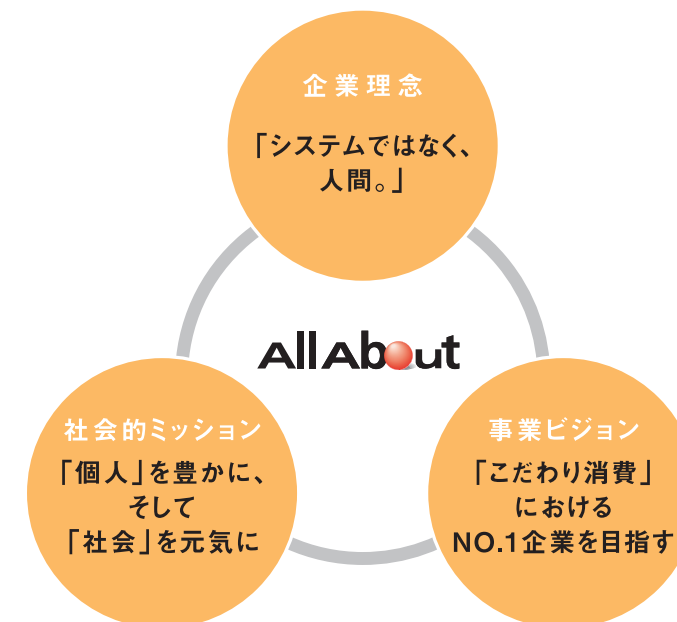 企業理念
「システムではなく、
人間。」
All About
社会的ミッション
「個人」を豊かに、
そして
「社会」を元気に
事業ビジョン
「こだわり消費」
における
NO.1企業を目指す